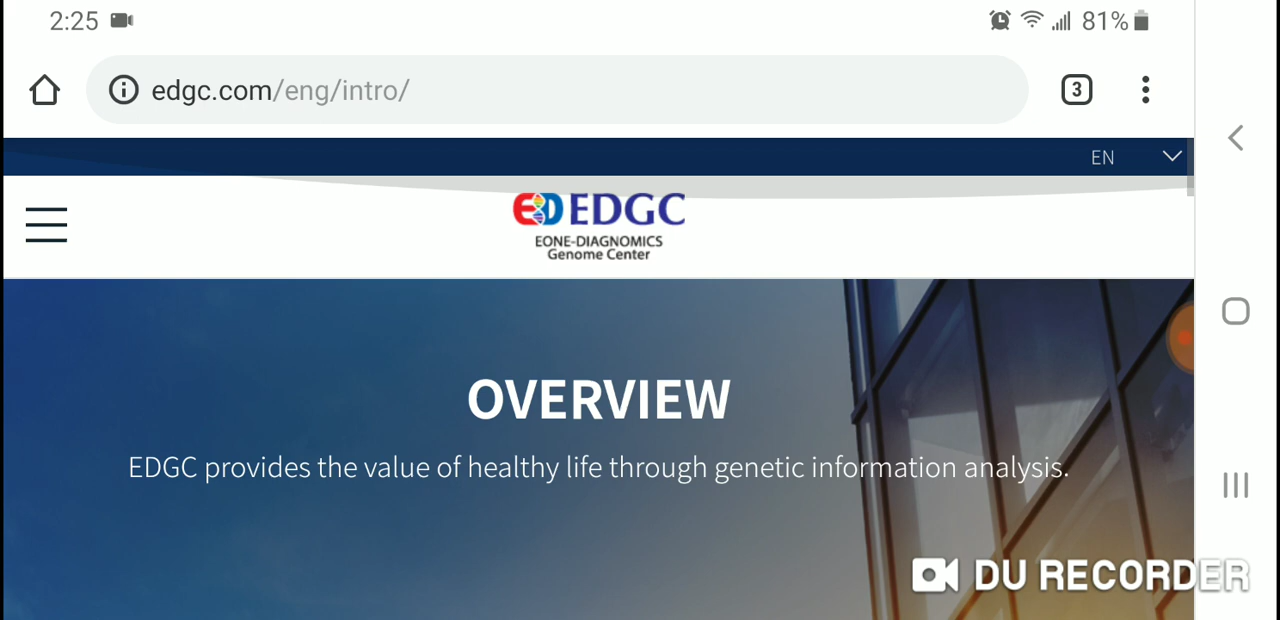 2:25
81%
edgc.com/eng/intro/
3
EN
ED EDGC
EONE-DIAGNOMICS
Genome Center
OVERVIEW
EDGC provides the value of healthy life through genetic information analysis.
DU RECORDER